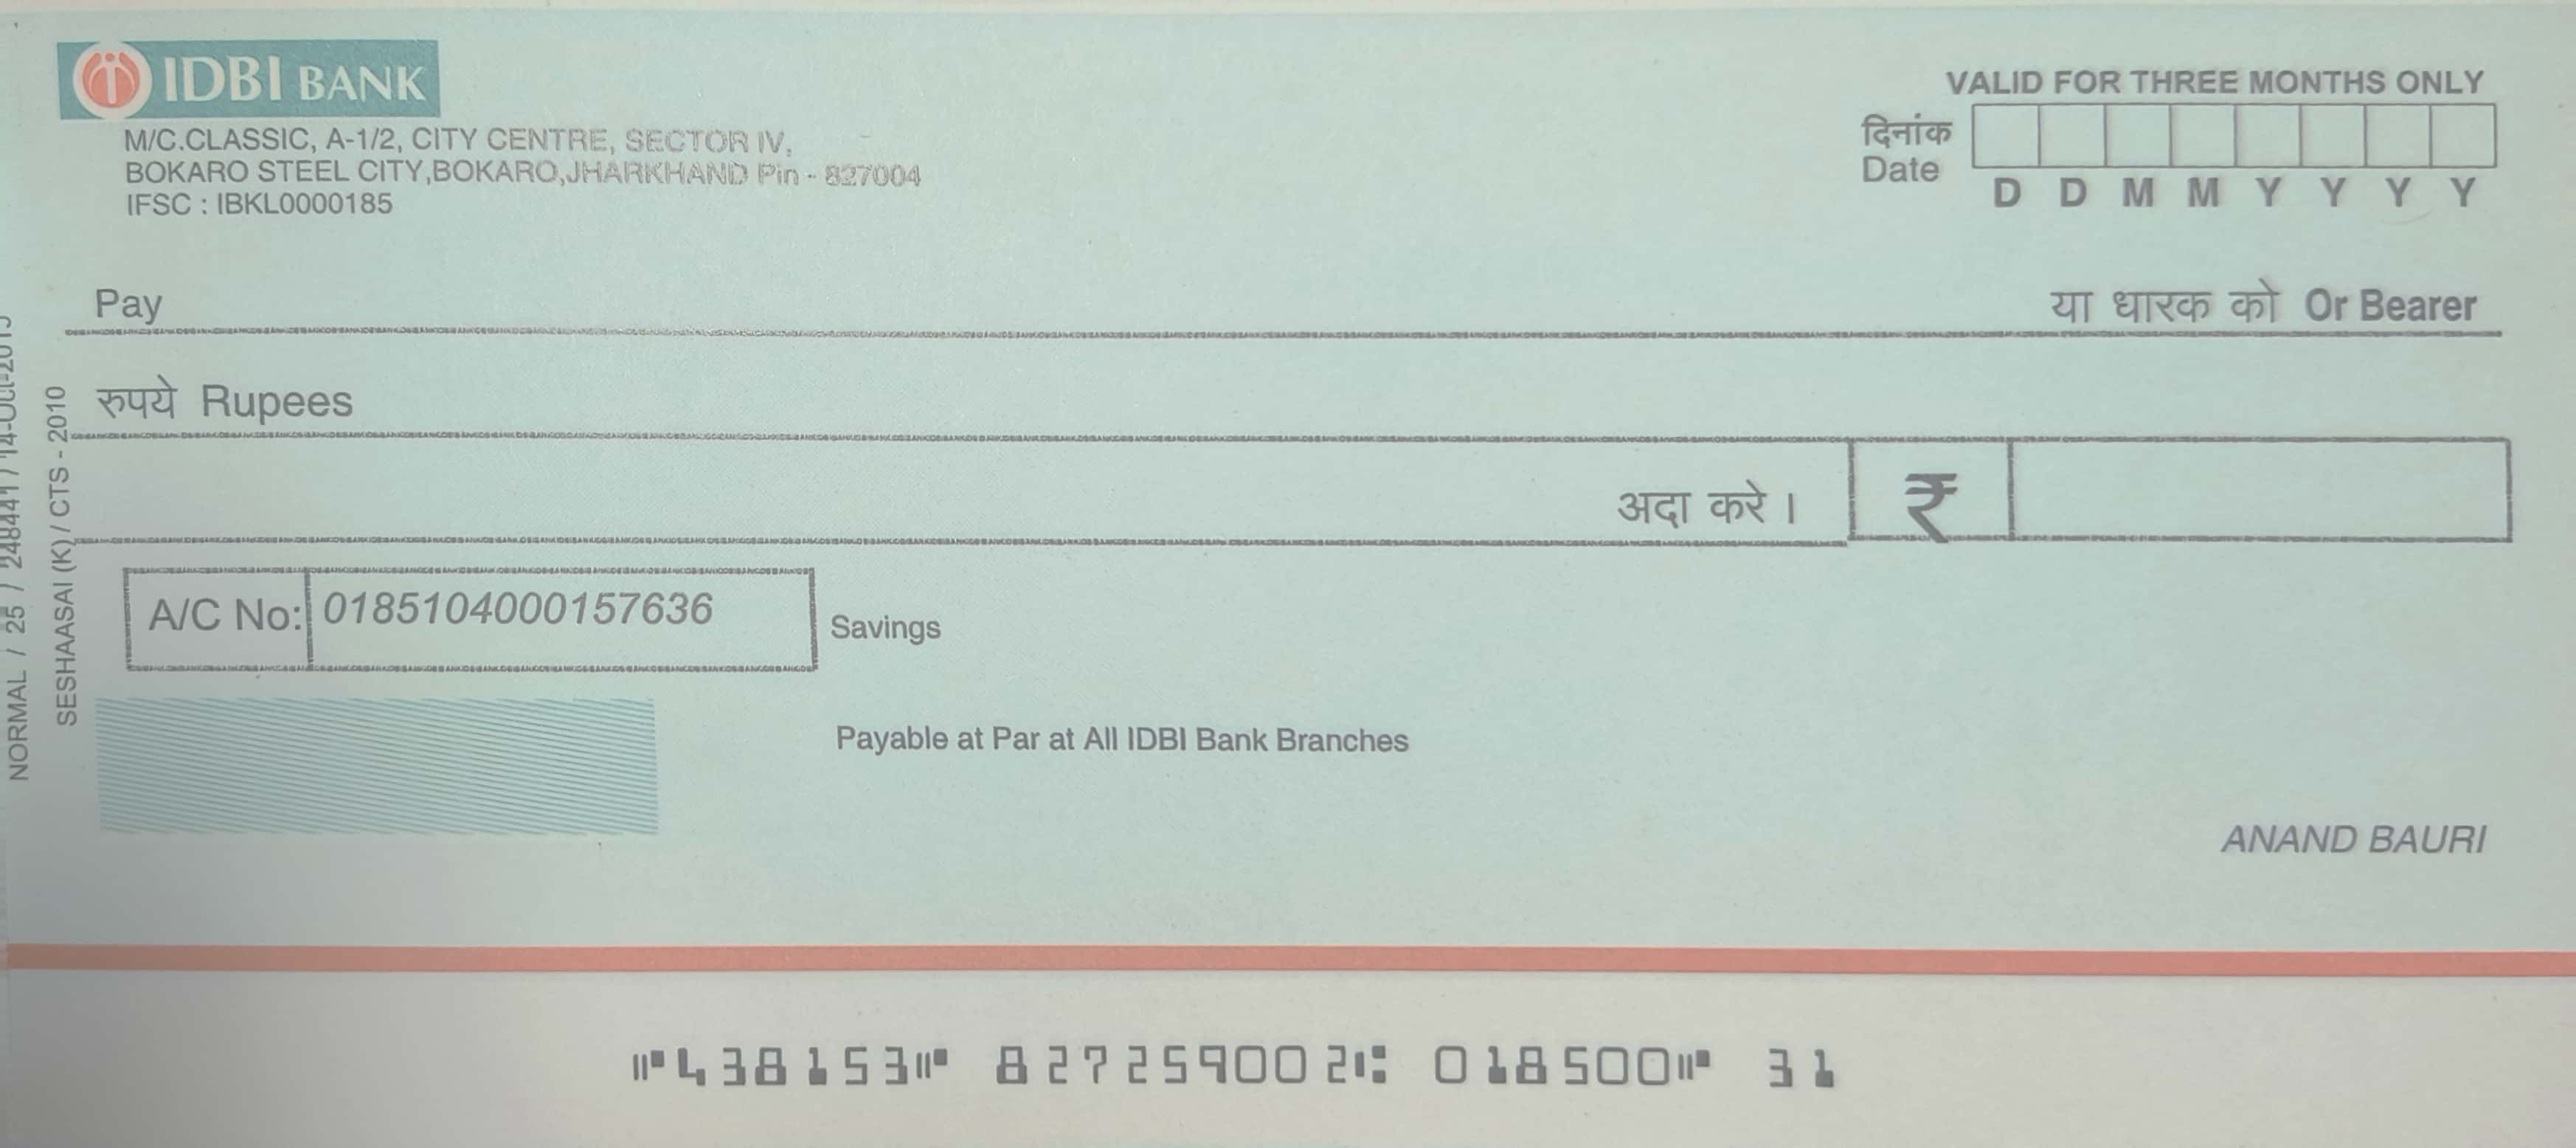 IDBI BANK
M/C.CLASSIC, A-1/2, CITY CENTRE, SECTOR IV,
BOKARO STEEL CITY,BOKARO,JHARKHAND Pin - 827004
IFSC : IBKL0000185
VALID FOR THREE MONTHS ONLY
दिनांक
Date
D D M M Y Y Y Y
Pay या धारक को Or Bearer
रुपये Rupees
अदा करे । ₹
A/C No: 0185104000157636 Savings
Payable at Par at All IDBI Bank Branches
ANAND BAURI
⑈438153⑈ 827259002⑆ 018500⑈ 31
SESHAASAI (K) / CTS - 2010
NORMAL / 25 / 248441 /